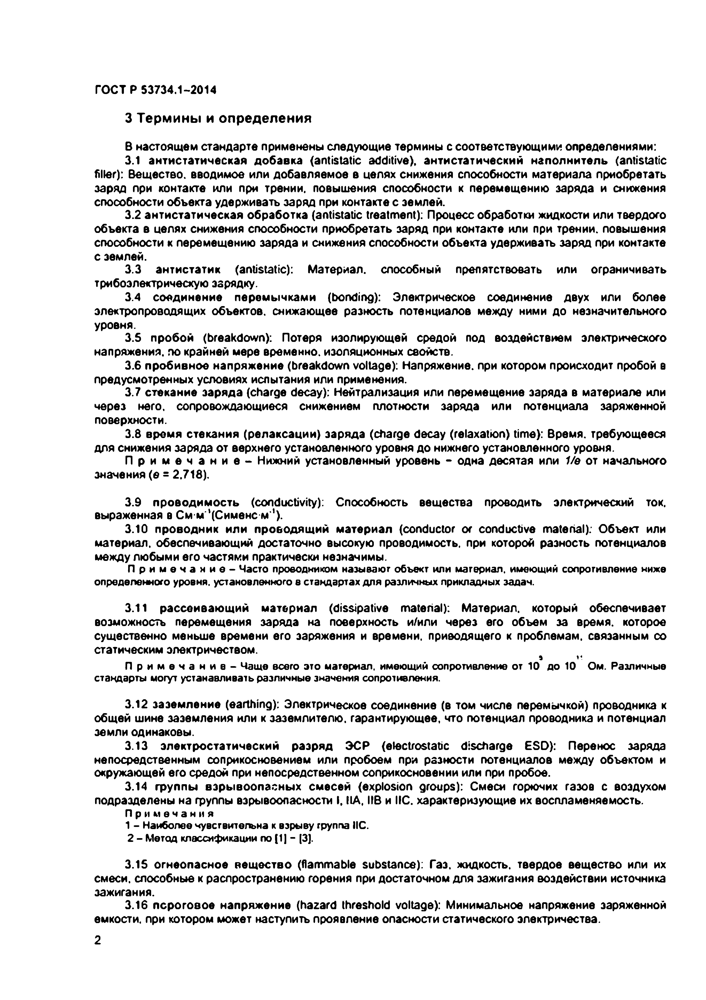 ГОСТ Р 53734.1–2014
3 Термины и определения
В настоящем стандарте применены следующие термины с соответствующими определениями:
3.1 антистатическая добавка (antistatic additive), антистатический наполнитель (antistatic
filler): Вещество, вводимое или добавляемое в целях снижения способности материала приобретать
заряд при контакте или при трении, повышения способности к перемещению заряда и снижения
способности объекта удерживать заряд при контакте с землей.
3.2 антистатическая обработка (antistatic treatment): Процесс обработки жидкости или твердого
объекта в целях снижения способности приобретать заряд при контакте или при трении, повышения
способности к перемещению заряда и снижения способности объекта удерживать заряд при контакте
с землей.
3.3 антистатик (antistatic): Материал, способный препятствовать или ограничивать
трибоэлектрическую зарядку.
3.4 соединение перемычками (bonding): Электрическое соединение двух или более
электропроводящих объектов, снижающее разность потенциалов между ними до незначительного
уровня.
3.5 пробой (breakdown): Потеря изолирующей средой под воздействием электрического
напряжения, по крайней мере временно, изоляционных свойств.
3.6 пробивное напряжение (breakdown voltage): Напряжение, при котором происходит пробой в
предусмотренных условиях испытания или применения.
3.7 стекание заряда (charge decay): Нейтрализация или перемещение заряда в материале или
через него, сопровождающиеся снижением плотности заряда или потенциала заряженной
поверхности.
3.8 время стекания (релаксации) заряда (charge decay (relaxation) time): Время, требующееся
для снижения заряда от верхнего установленного уровня до нижнего установленного уровня.
П р и м е ч а н и е – Нижний установленный уровень - одна десятая или 1/e от начального
значения (e = 2,718).
3.9 проводимость (conductivity): Способность вещества проводить электрический ток,
выраженная в См·м⁻¹(Сименс·м⁻¹).
3.10 проводник или проводящий материал (conductor or conductive material): Объект или
материал, обеспечивающий достаточно высокую проводимость, при которой разность потенциалов
между любыми его частями практически незначимы.
П р и м е ч а н и е – Часто проводником называют объект или материал, имеющий сопротивление ниже
определенного уровня, установленного в стандартах для различных прикладных задач.
3.11 рассеивающий материал (dissipative material): Материал, который обеспечивает
возможность перемещения заряда на поверхность и/или через его объем за время, которое
существенно меньше времени его заряжения и времени, приводящего к проблемам, связанным со
статическим электричеством.
П р и м е ч а н и е – Чаще всего это материал, имеющий сопротивление от 10 до 10 Ом. Различные
стандарты могут устанавливать различные значения сопротивления.
3.12 заземление (earthing): Электрическое соединение (в том числе перемычкой) проводника к
общей шине заземления или к заземлителю, гарантирующее, что потенциал проводника и потенциал
земли одинаковы.
3.13 электростатический разряд ЭСР (electrostatic discharge ESD): Перенос заряда
непосредственным соприкосновением или пробоем при разности потенциалов между объектом и
окружающей его средой при непосредственном соприкосновении или при пробое.
3.14 группы взрывоопасных смесей (explosion groups): Смеси горючих газов с воздухом
подразделены на группы взрывоопасности I, IIA, IIB и IIC, характеризующие их воспламеняемость.
П р и м е ч а н и я
1 – Наиболее чувствительна к взрыву группа IIC.
2 – Метод классификации по [1] – [3].
3.15 огнеопасное вещество (flammable substance): Газ, жидкость, твердое вещество или их
смеси, способные к распространению горения при достаточном для зажигания воздействии источника
зажигания.
3.16 пороговое напряжение (hazard threshold voltage): Минимальное напряжение заряженной
емкости, при котором может наступить проявление опасности статического электричества.
2